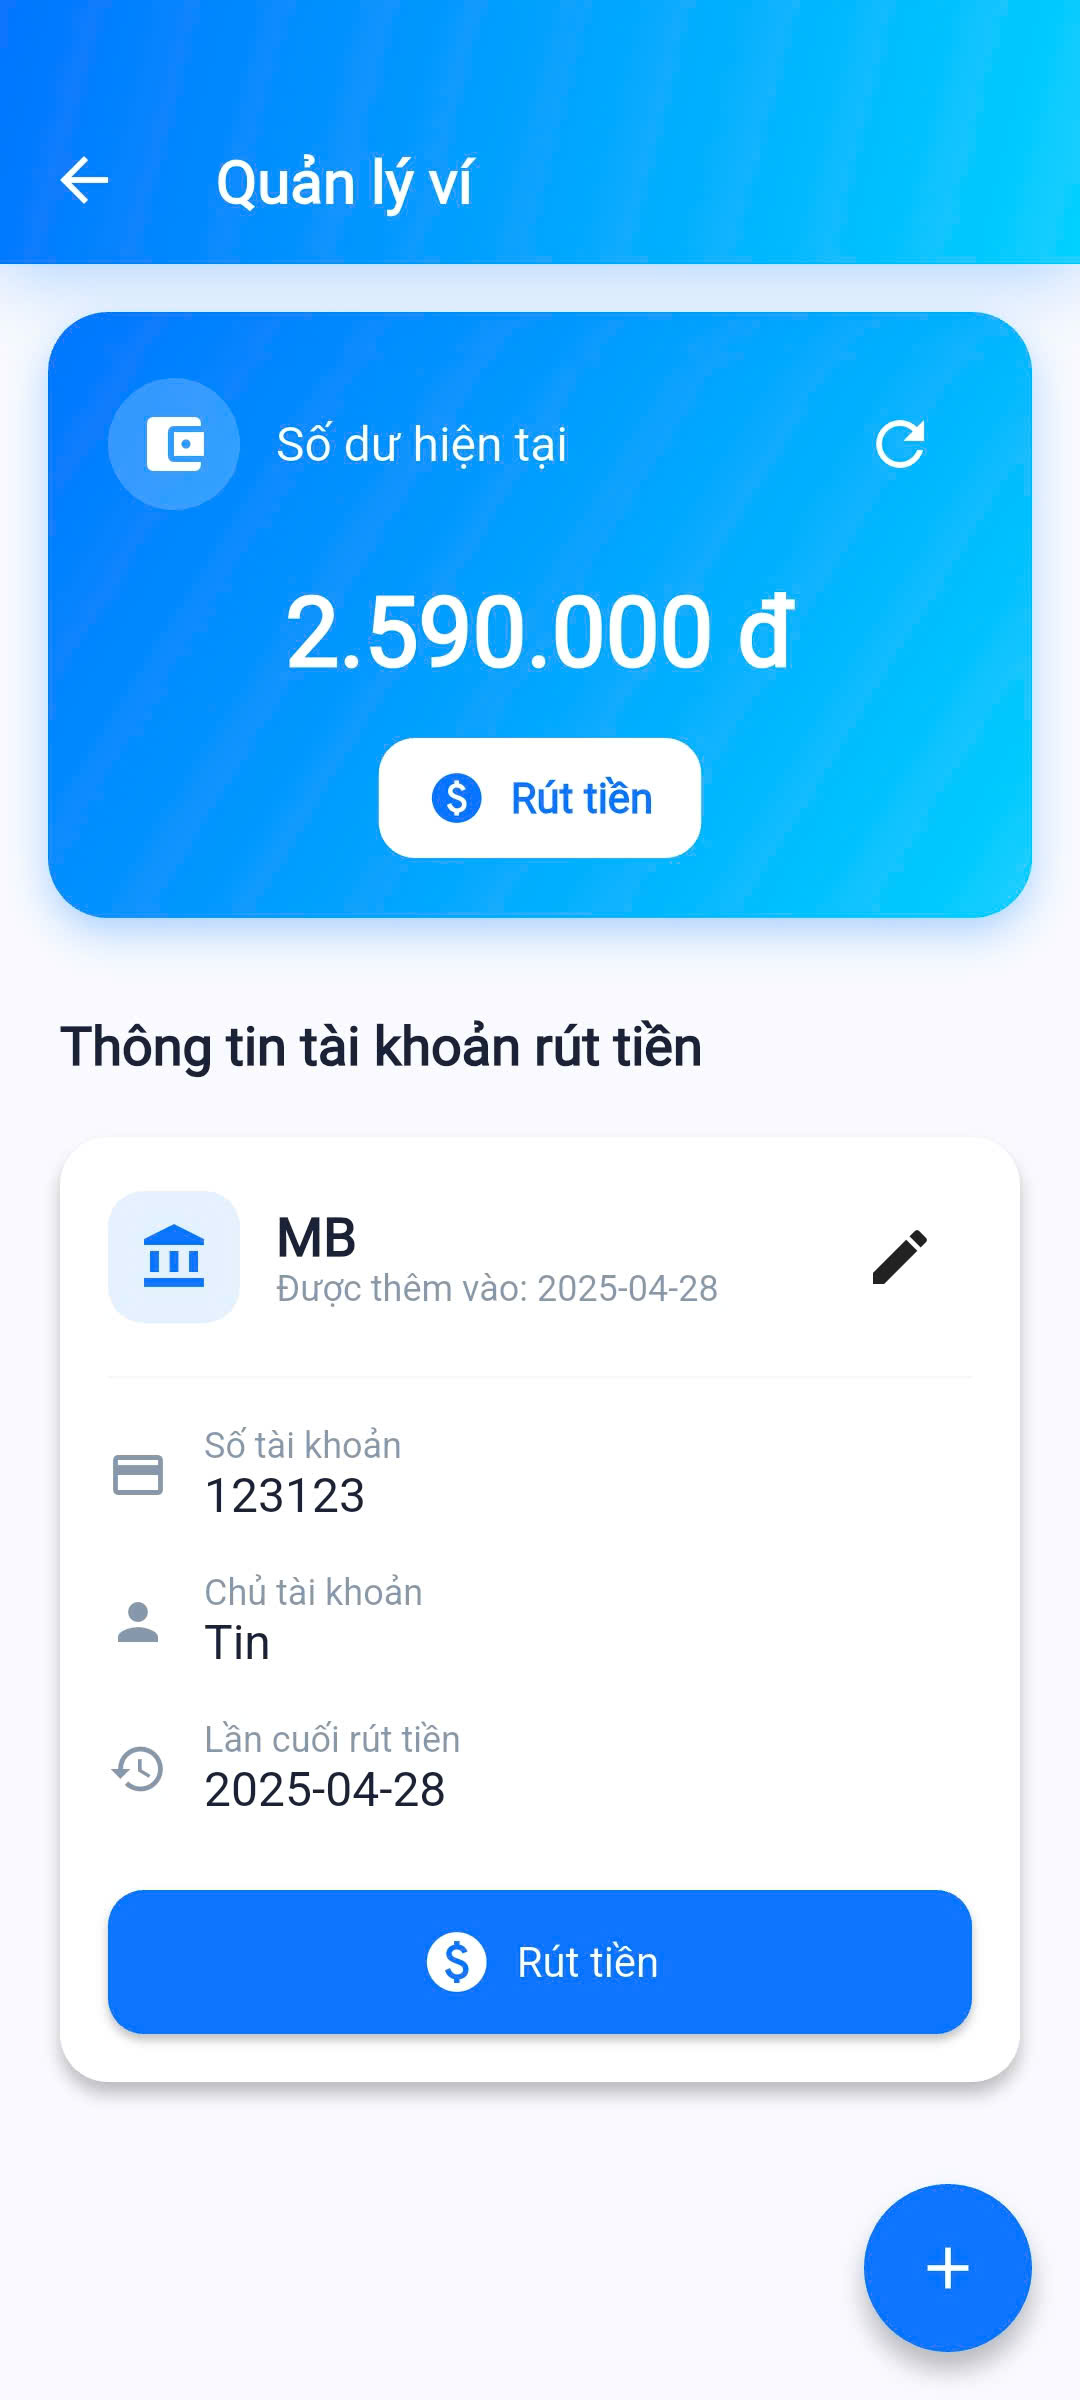 Quản lý ví
Số dư hiện tại
2.590.000 đ
Rút tiền
Thông tin tài khoản rút tiền
MB
Được thêm vào: 2025-04-28
Số tài khoản
123123
Chủ tài khoản
Tin
Lần cuối rút tiền
2025-04-28
Rút tiền